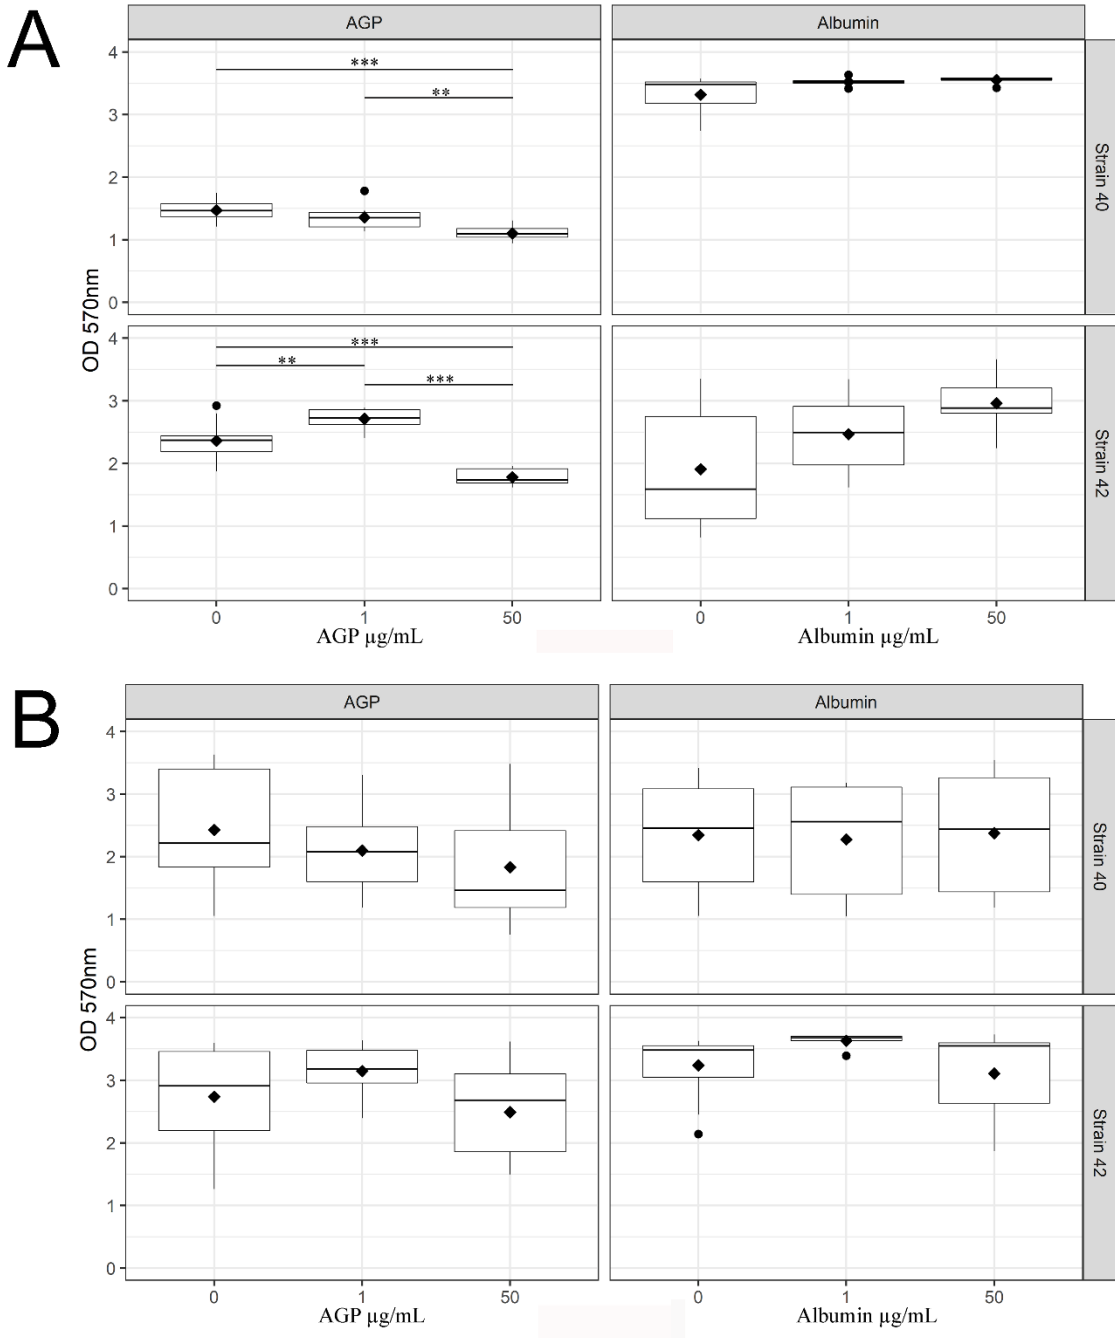 A
AGP Albumin
4
3
2
1
0
*** 
**
Strain 40
OD 570nm
4
3
2
1
0
***
**
***
Strain 42
0 1 50 0 1 50
AGP µg/mL Albumin µg/mL
B
AGP Albumin
4
3
2
1
0
Strain 40
OD 570nm
4
3
2
1
0
Strain 42
0 1 50 0 1 50
AGP µg/mL Albumin µg/mL